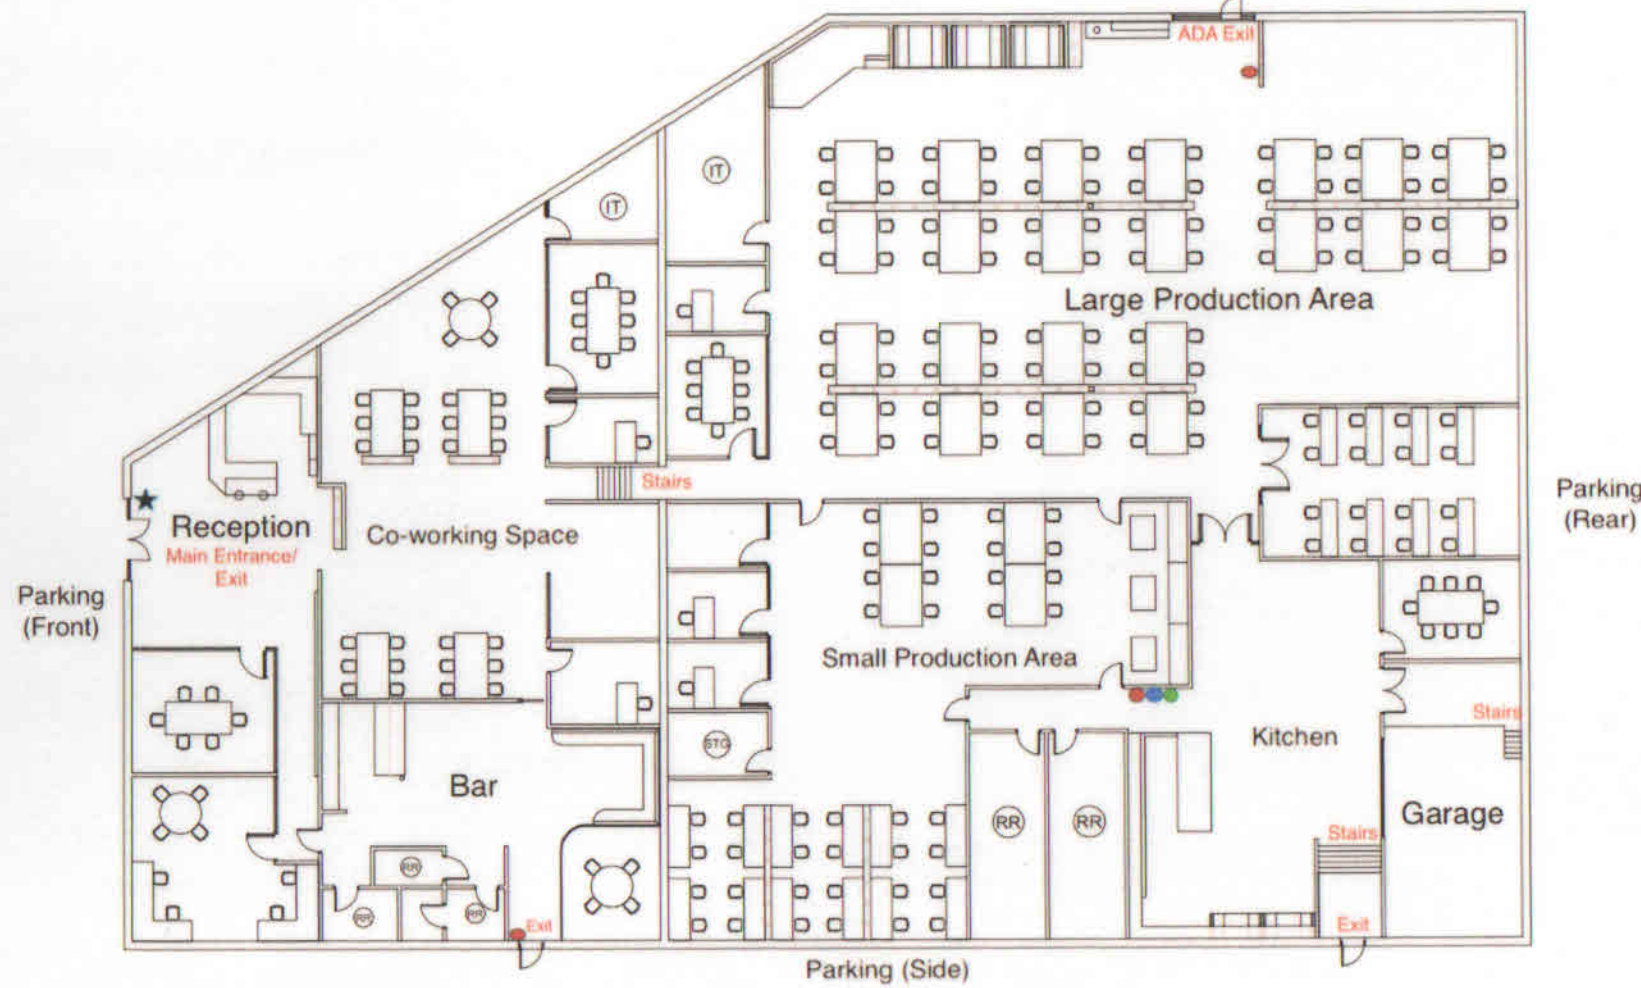 ADA Exit
IT
IT
Large Production Area
Stairs
Reception
Main Entrance/
Exit
Co-working Space
Parking
(Rear)
Parking
(Front)
Small Production Area
Stairs
STG
Kitchen
Bar
Garage
RR
RR
Stairs
RR
RR
RR
Exit
Exit
Parking (Side)